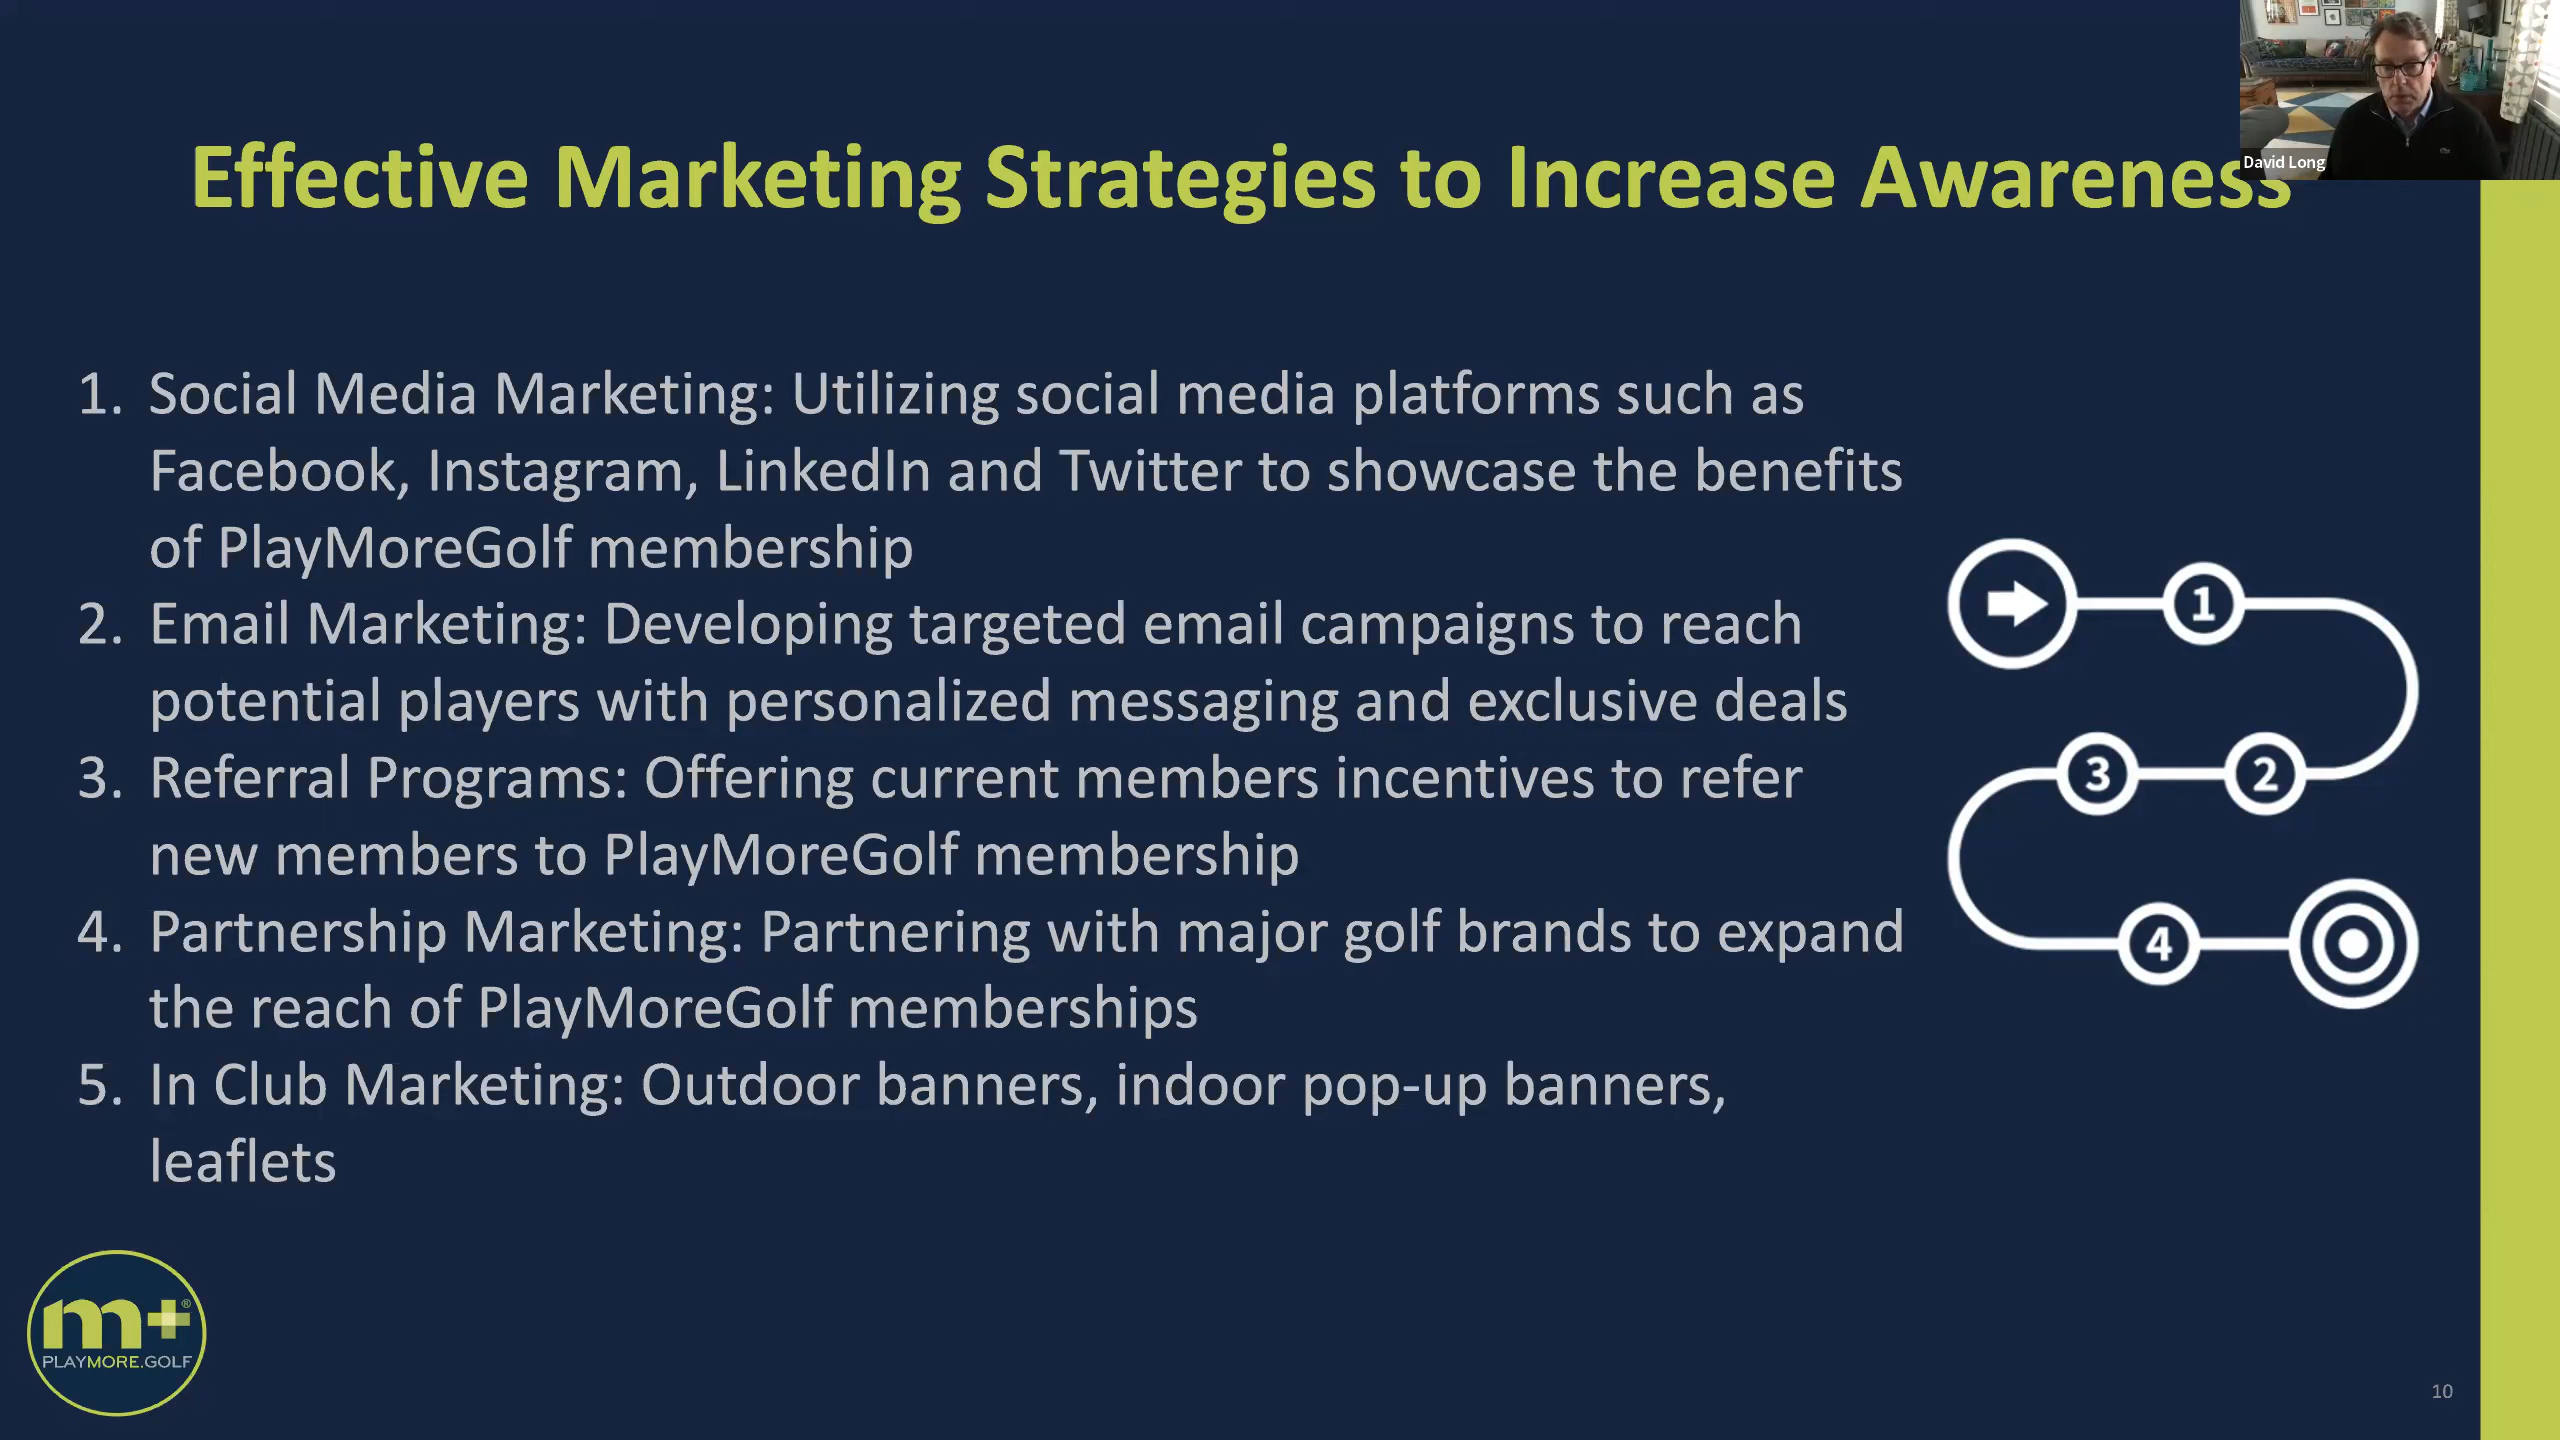 David Long
Effective Marketing Strategies to Increase Awareness
1. Social Media Marketing: Utilizing social media platforms such as
Facebook, Instagram, LinkedIn and Twitter to showcase the benefits
of PlayMoreGolf membership
2. Email Marketing: Developing targeted email campaigns to reach
potential players with personalized messaging and exclusive deals
3. Referral Programs: Offering current members incentives to refer
new members to PlayMoreGolf membership
4. Partnership Marketing: Partnering with major golf brands to expand
the reach of PlayMoreGolf memberships
5. In Club Marketing: Outdoor banners, indoor pop-up banners,
leaflets
1
3 2
4
m+®
PLAYMORE.GOLF
10